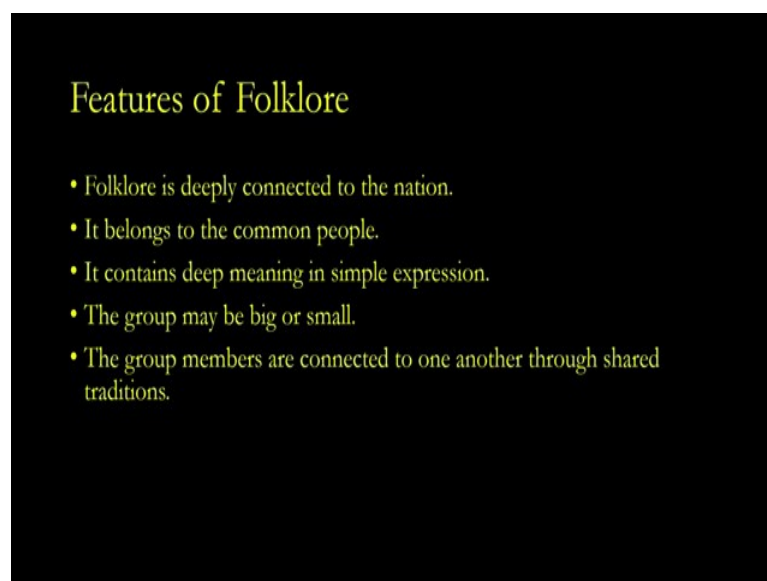 Features of Folklore
• Folklore is deeply connected to the nation.
• It belongs to the common people.
• It contains deep meaning in simple expression.
• The group may be big or small.
• The group members are connected to one another through shared
traditions.